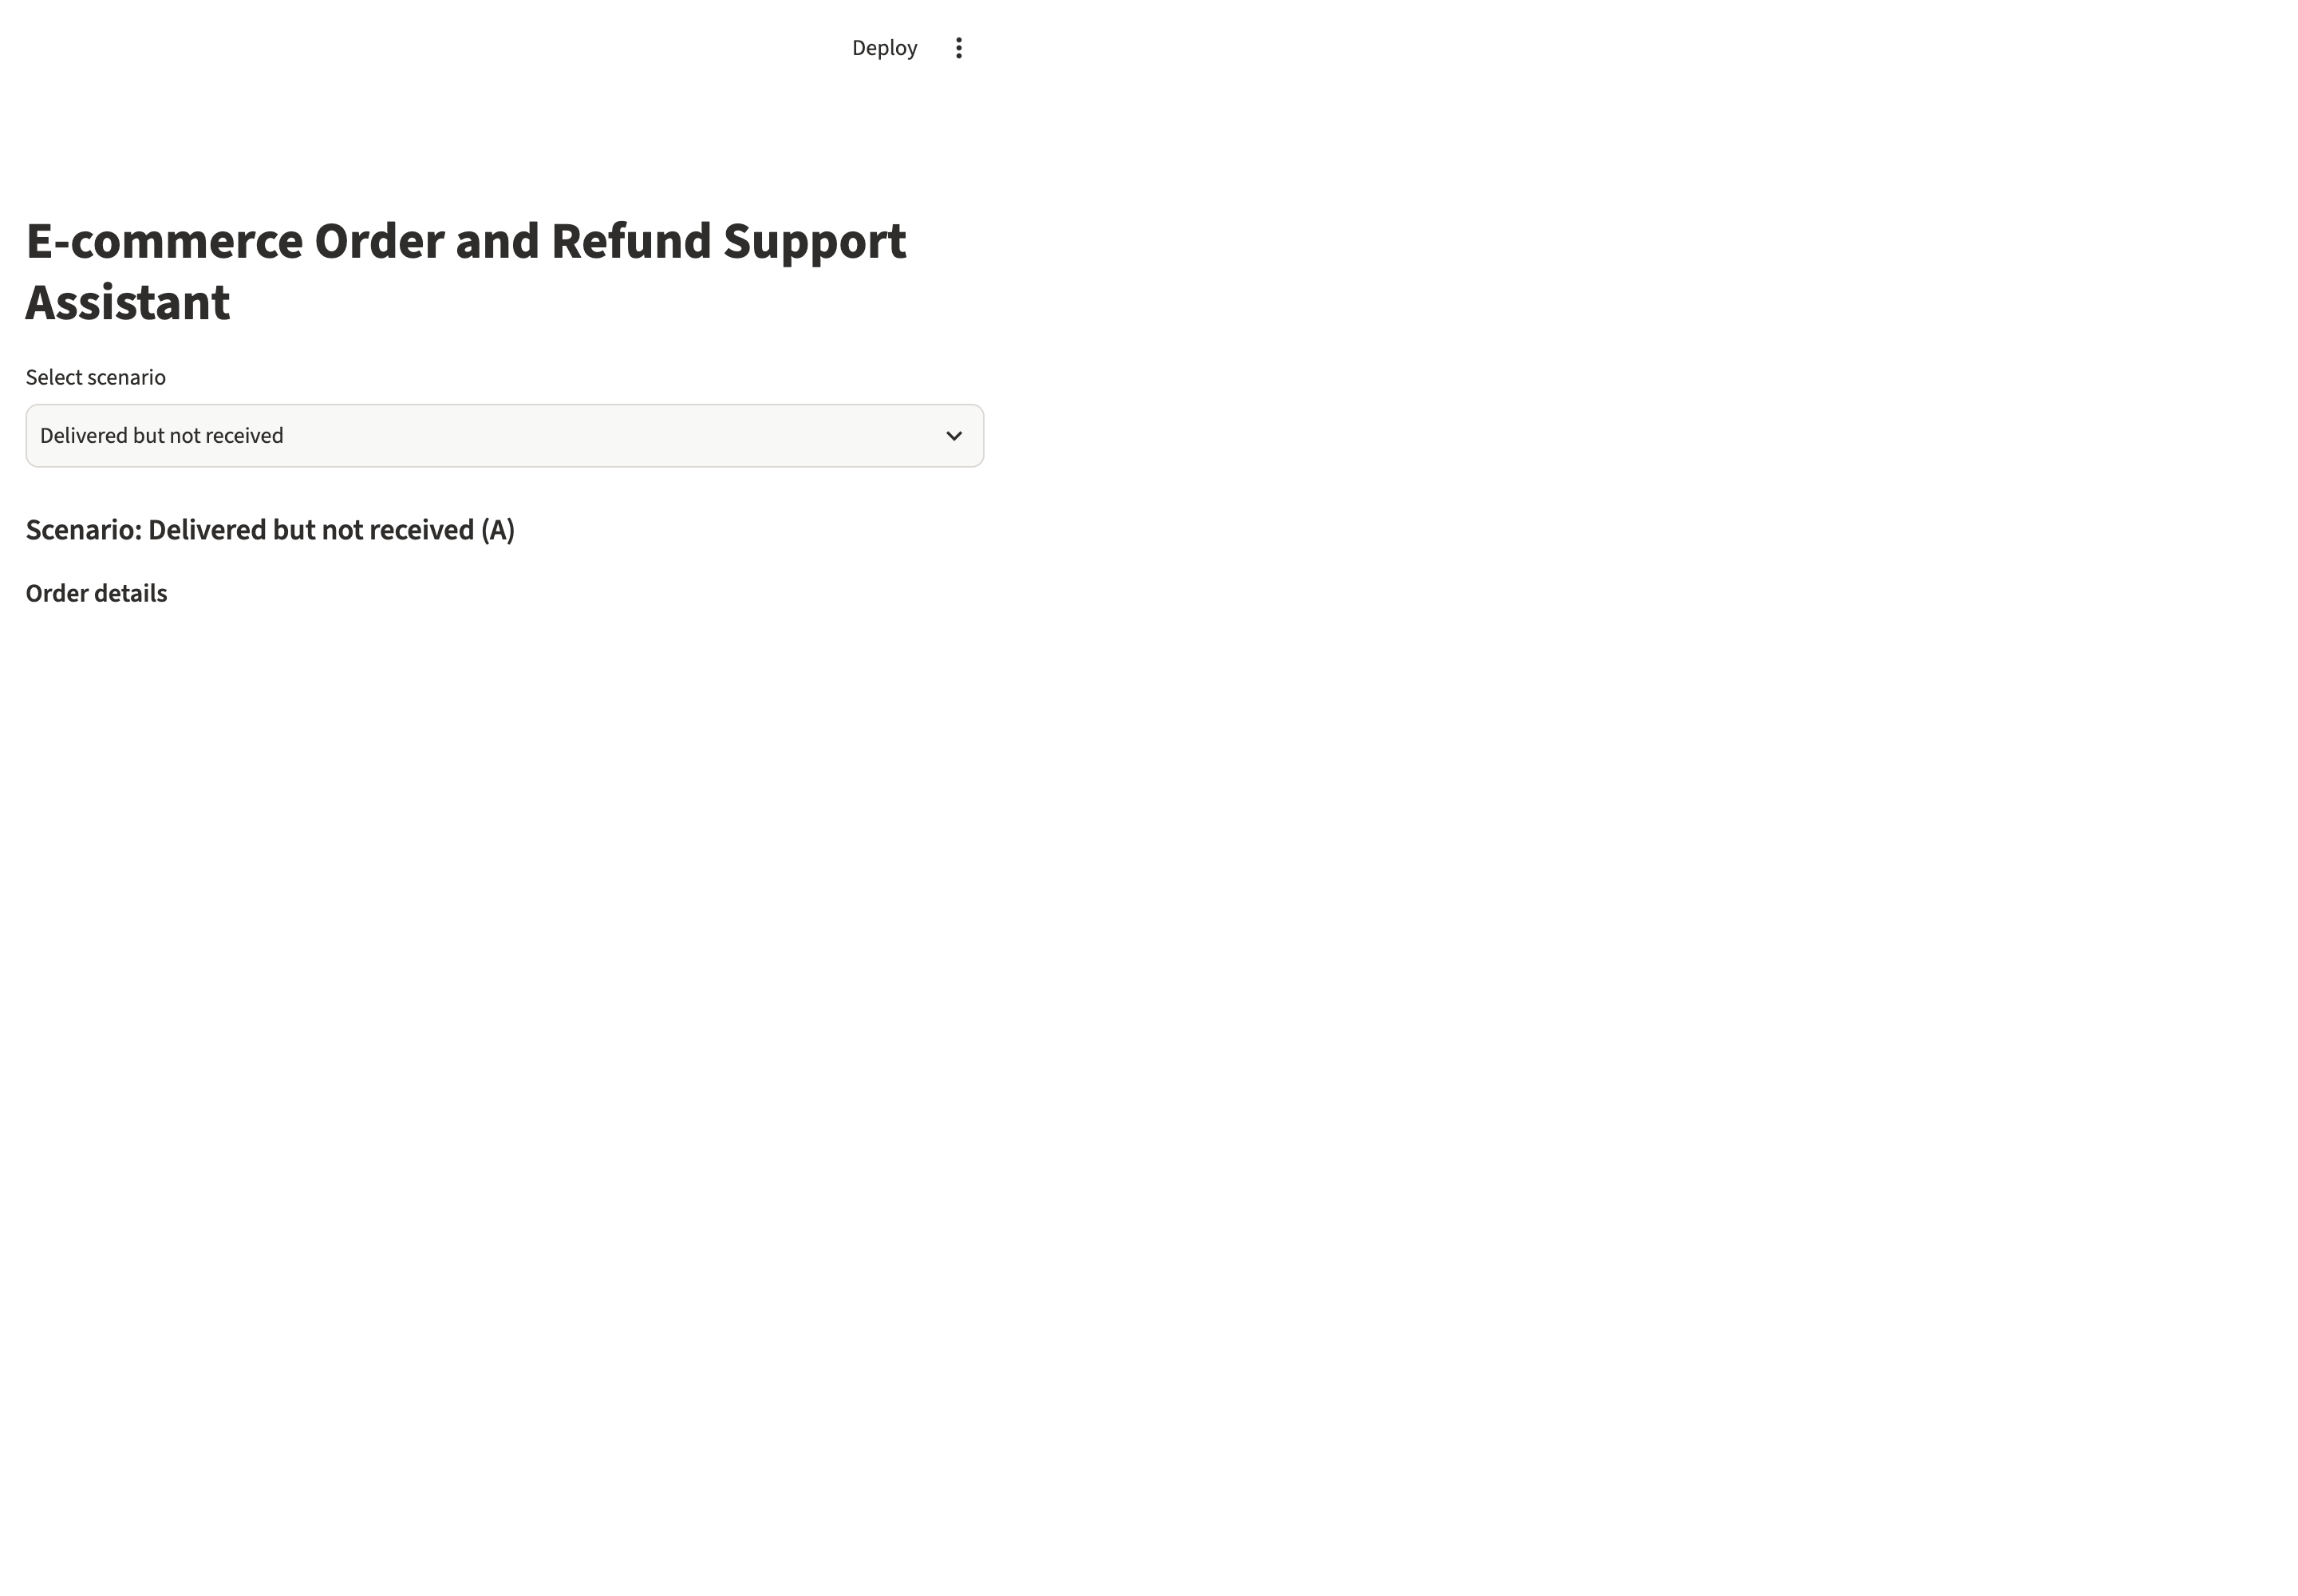 Deploy
E-commerce Order and Refund Support
Assistant
Select scenario
Delivered but not received
Scenario: Delivered but not received (A)
Order details